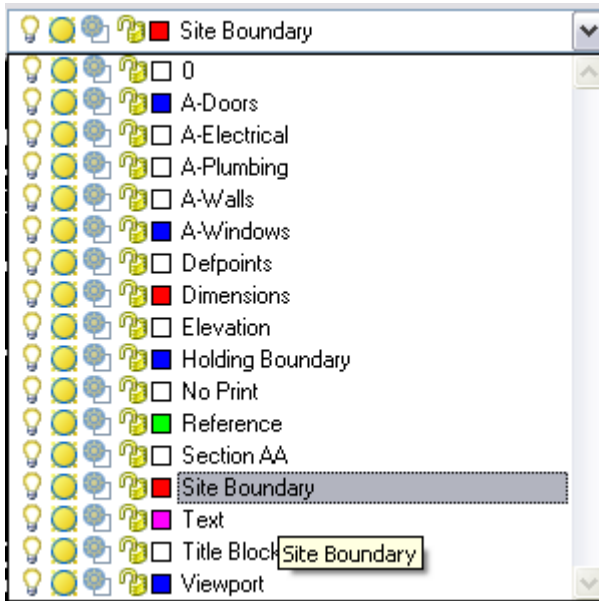 Site Boundary
0
A-Doors
A-Electrical
A-Plumbing
A-Walls
A-Windows
Defpoints
Dimensions
Elevation
Holding Boundary
No Print
Reference
Section AA
Site Boundary
Text
Title Block
Site Boundary
Viewport